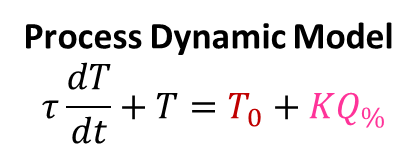 Process Dynamic Model
τ dT/dt + T = T₀ + KQ%